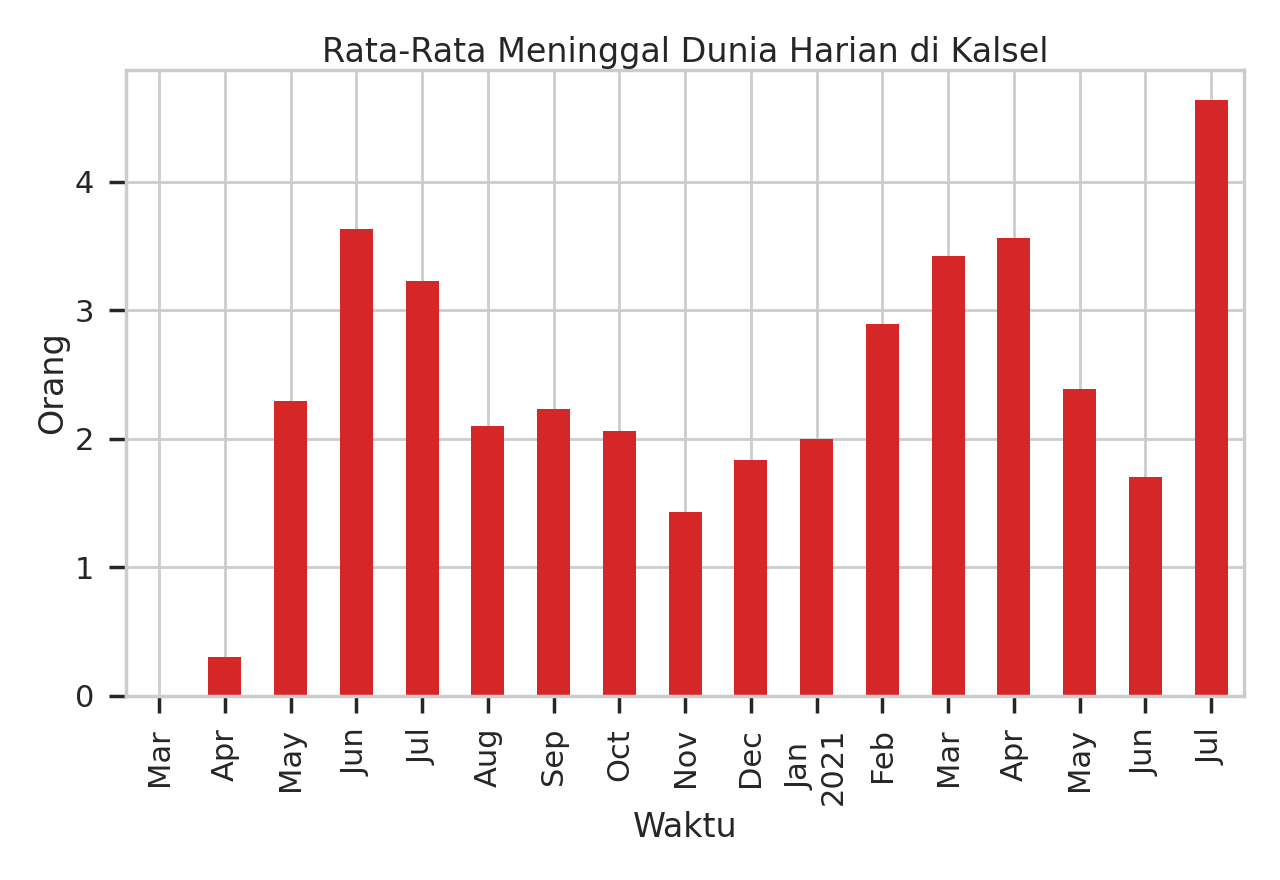 Rata-Rata Meninggal Dunia Harian di Kalsel
Orang
4
3
2
1
0
Mar
Apr
May
Jun
Jul
Aug
Sep
Oct
Nov
Dec
Jan
2021
Feb
Mar
Apr
May
Jun
Jul
Waktu